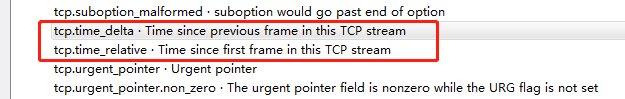 tcp.suboption_malformed · suboption would go past end of option
tcp.time_delta · Time since previous frame in this TCP stream
tcp.time_relative · Time since first frame in this TCP stream
tcp.urgent_pointer · Urgent pointer
tcp.urgent_pointer.non_zero · The urgent pointer field is nonzero while the URG flag is not set